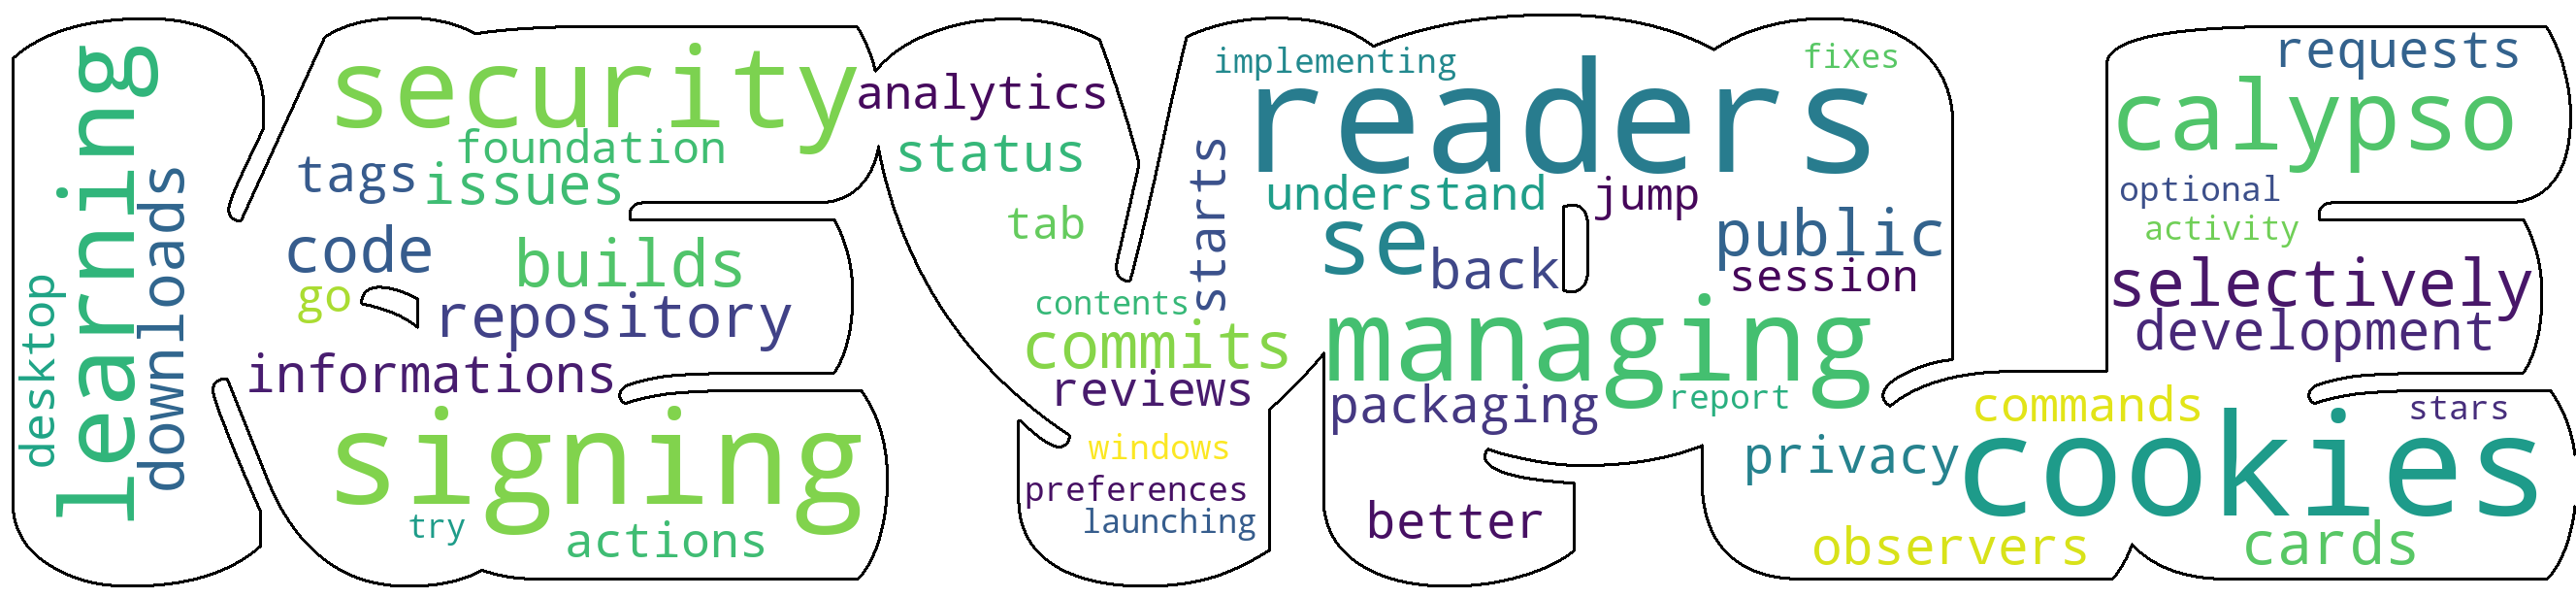 learning
desktop
downloads
security
foundation
tags
issues
code
builds
go
repository
informations
signing
try
actions
analytics
status
tab
starts
contents
commits
reviews
windows
preferences
launching
implementing
fixes
readers
understand
jump
se
back
public
session
managing
packaging
report
better
requests
calypso
optional
activity
selectively
development
commands
stars
privacy
cookies
observers
cards